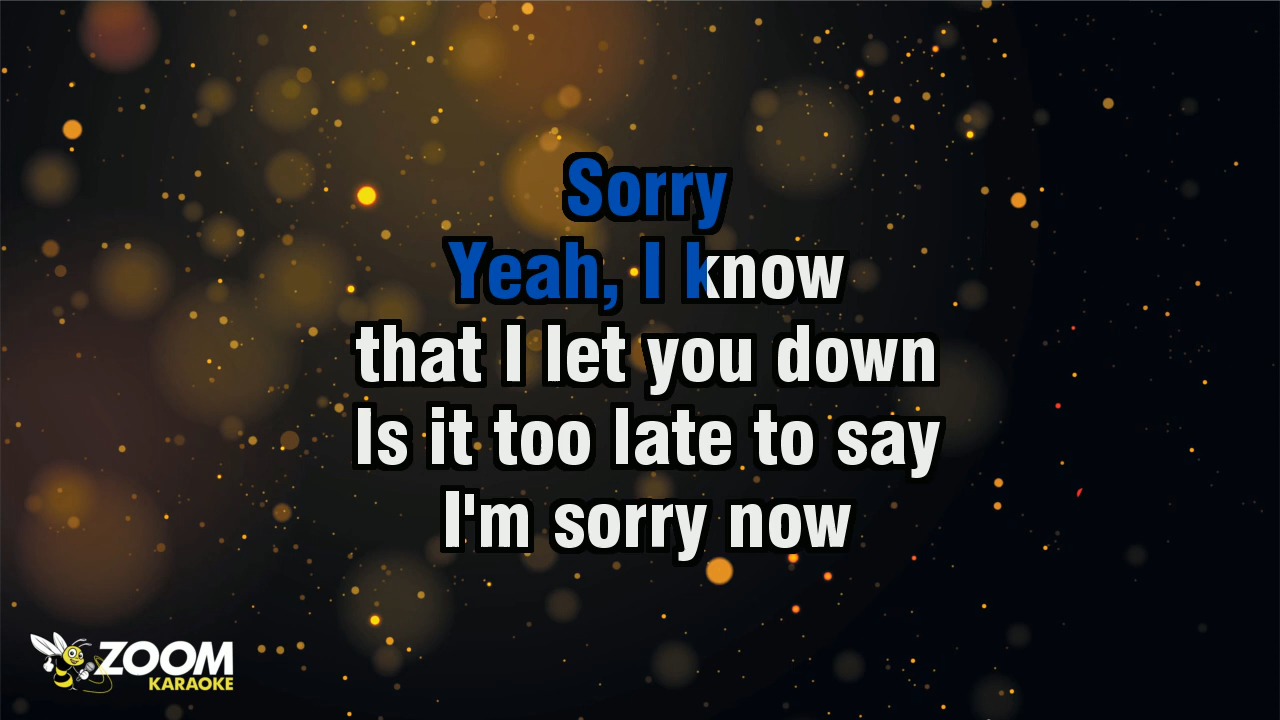 Sorry
Yeah, I know
that I let you down
Is it too late to say
I'm sorry now
ZOOM
KARAOKE